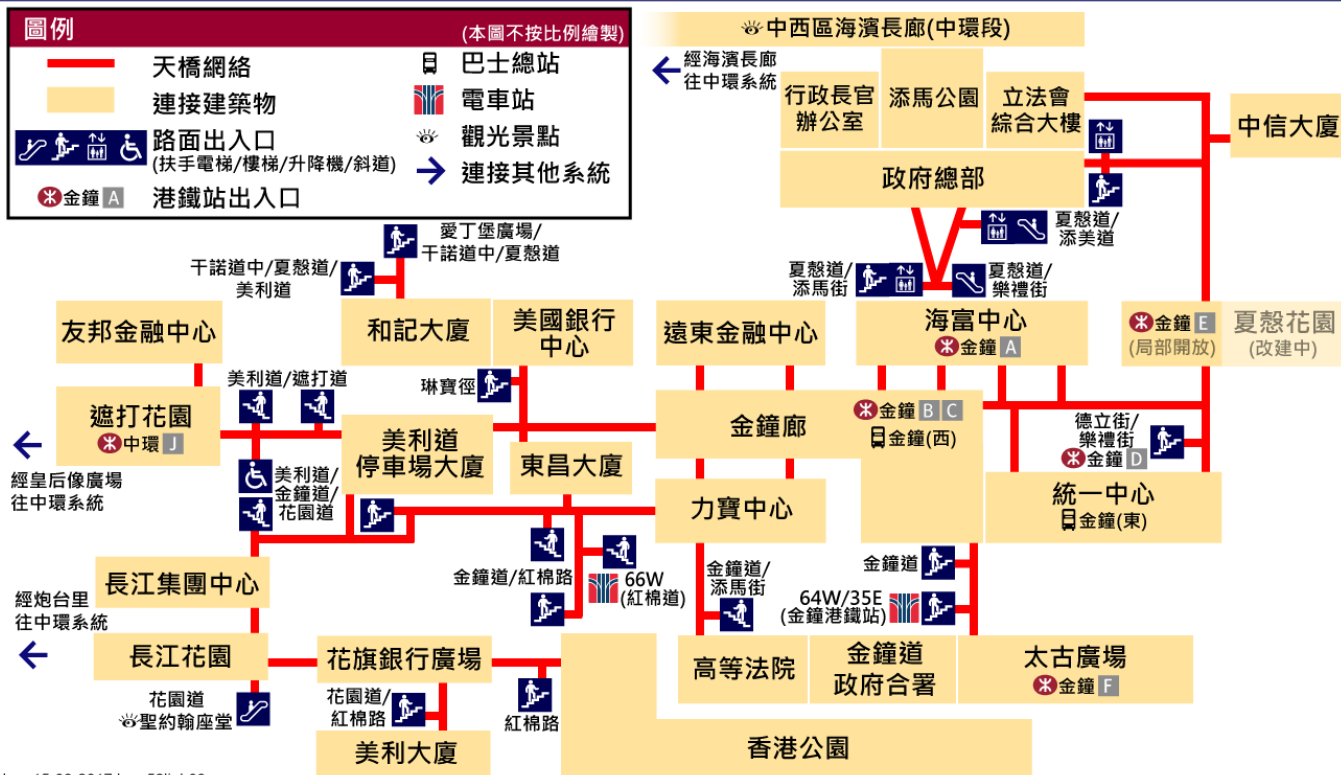 圖例
(本圖不按比例繪製)
天橋網絡
連接建築物
路面出入口
(扶手電梯/樓梯/升降機/斜道)
金鐘 A
港鐵站出入口
巴士總站
電車站
觀光景點
連接其他系統
中西區海濱長廊(中環段)
經海濱長廊
往中環系統
行政長官
辦公室
添馬公園
立法會
綜合大樓
中信大廈
政府總部
夏慤道/
添美道
夏慤道/
添馬街
夏慤道/
樂禮街
愛丁堡廣場/
干諾道中/夏慤道
干諾道中/夏慤道/
美利道
友邦金融中心
和記大廈
美國銀行
中心
遠東金融中心
海富中心
金鐘 A
金鐘 E
(局部開放)
夏慤花園
(改建中)
美利道/遮打道
琳寶徑
遮打花園
中環 J
美利道
停車場大廈
東昌大廈
金鐘廊
金鐘 B C
金鐘(西)
德立街/
樂禮街
金鐘 D
經皇后像廣場
往中環系統
美利道/
金鐘道/
花園道
力寶中心
統一中心
金鐘(東)
長江集團中心
金鐘道/紅棉路
66W
(紅棉道)
金鐘道/
添馬街
金鐘道
64W/35E
(金鐘港鐵站)
經炮台里
往中環系統
長江花園
花旗銀行廣場
高等法院
金鐘道
政府合署
太古廣場
金鐘 F
花園道
聖約翰座堂
花園道/
紅棉路
紅棉路
美利大廈
香港公園